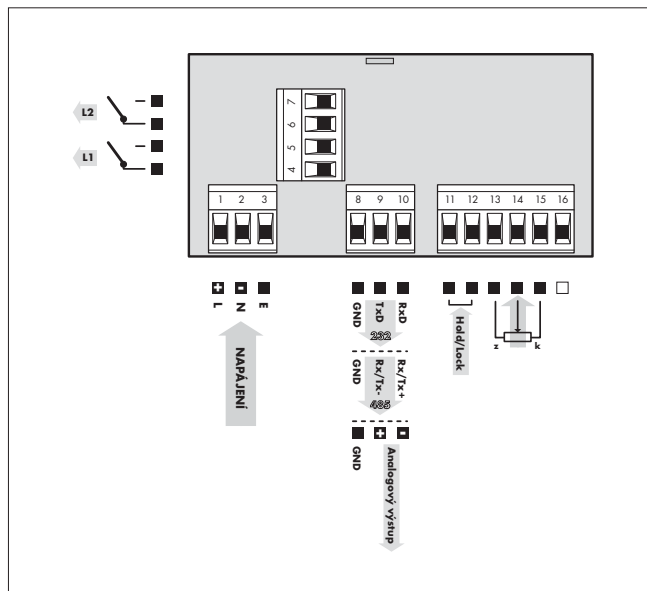 L2
L1
7
6
5
4
1 2 3
8 9 10
11 12 13 14 15 16
+ L
- N
E
NAPÁJENÍ
GND
TxD
RxD
232
GND
Rx/Tx-
Rx/Tx+
485
+ -
GND
Analogový výstup
Hold/Lock
z k